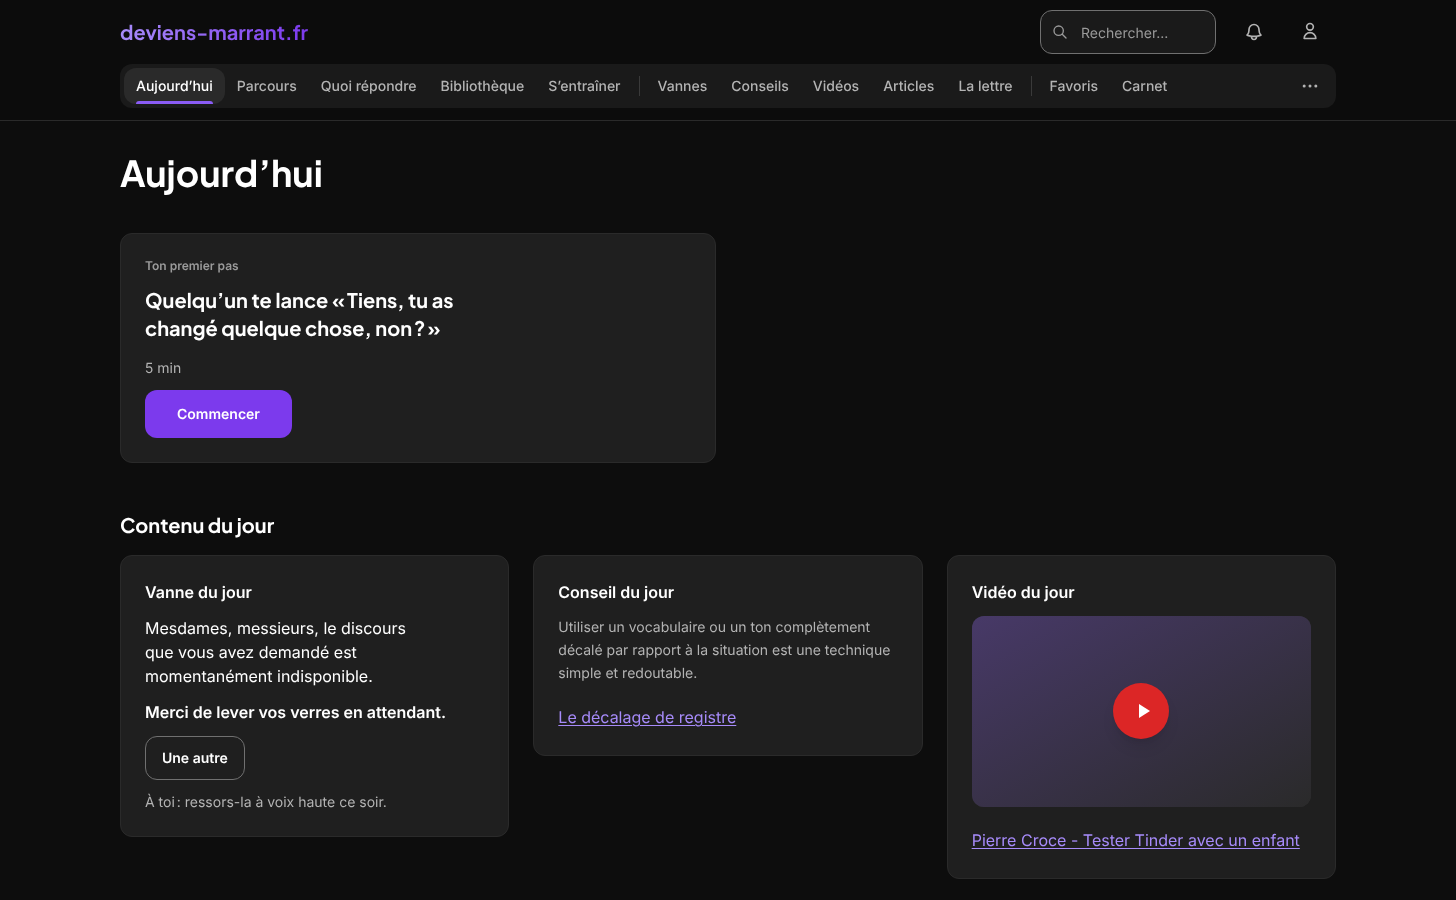 deviens-marrant.fr
Rechercher...
Aujourd’hui Parcours Quoi répondre Bibliothèque S’entraîner Vannes Conseils Vidéos Articles La lettre Favoris Carnet
Aujourd’hui
Ton premier pas
Quelqu’un te lance « Tiens, tu as
changé quelque chose, non ? »
5 min
Commencer
Contenu du jour
Vanne du jour
Mesdames, messieurs, le discours
que vous avez demandé est
momentanément indisponible.
Merci de lever vos verres en attendant.
Une autre
À toi : ressors-la à voix haute ce soir.
Conseil du jour
Utiliser un vocabulaire ou un ton complètement
décalé par rapport à la situation est une technique
simple et redoutable.
Le décalage de registre
Vidéo du jour
Pierre Croce - Tester Tinder avec un enfant